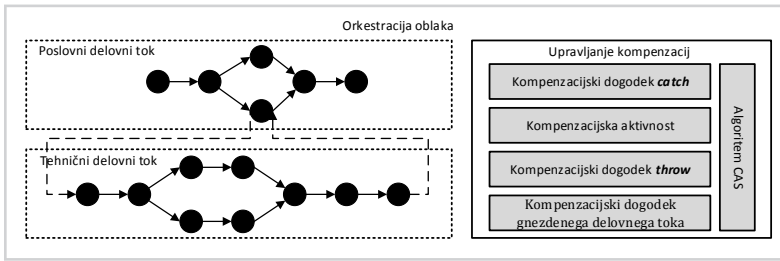 Orkestracija oblaka
Poslovni delovni tok
Tehnični delovni tok
Upravljanje kompenzacij
Kompenzacijski dogodek catch
Kompenzacijska aktivnost
Kompenzacijski dogodek throw
Kompenzacijski dogodek
gnezdenega delovnega toka
Algoritem CAS